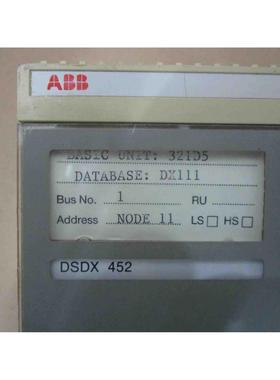 ABB
BASIC UNIT: 321D5
DATABASE: DX111
Bus No. 1 RU
Address NODE 11 LS HS
DSDX 452